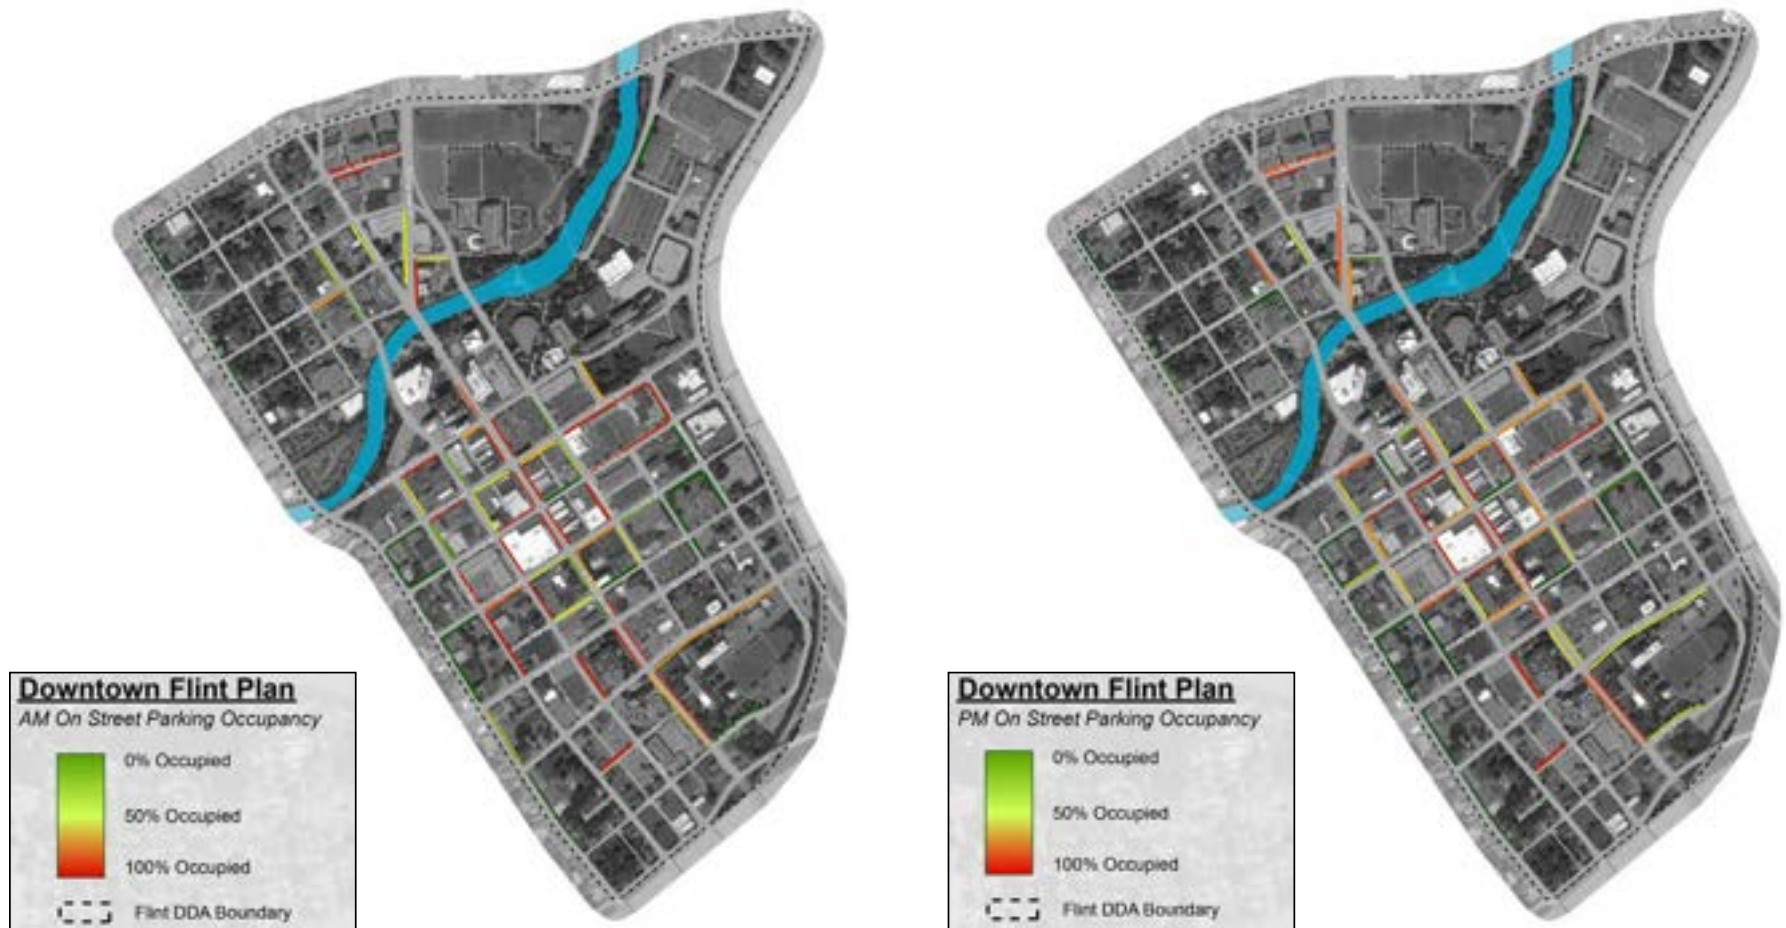 Downtown Flint Plan
AM On Street Parking Occupancy
0% Occupied
50% Occupied
100% Occupied
Flint DDA Boundary
Downtown Flint Plan
PM On Street Parking Occupancy
0% Occupied
50% Occupied
100% Occupied
Flint DDA Boundary